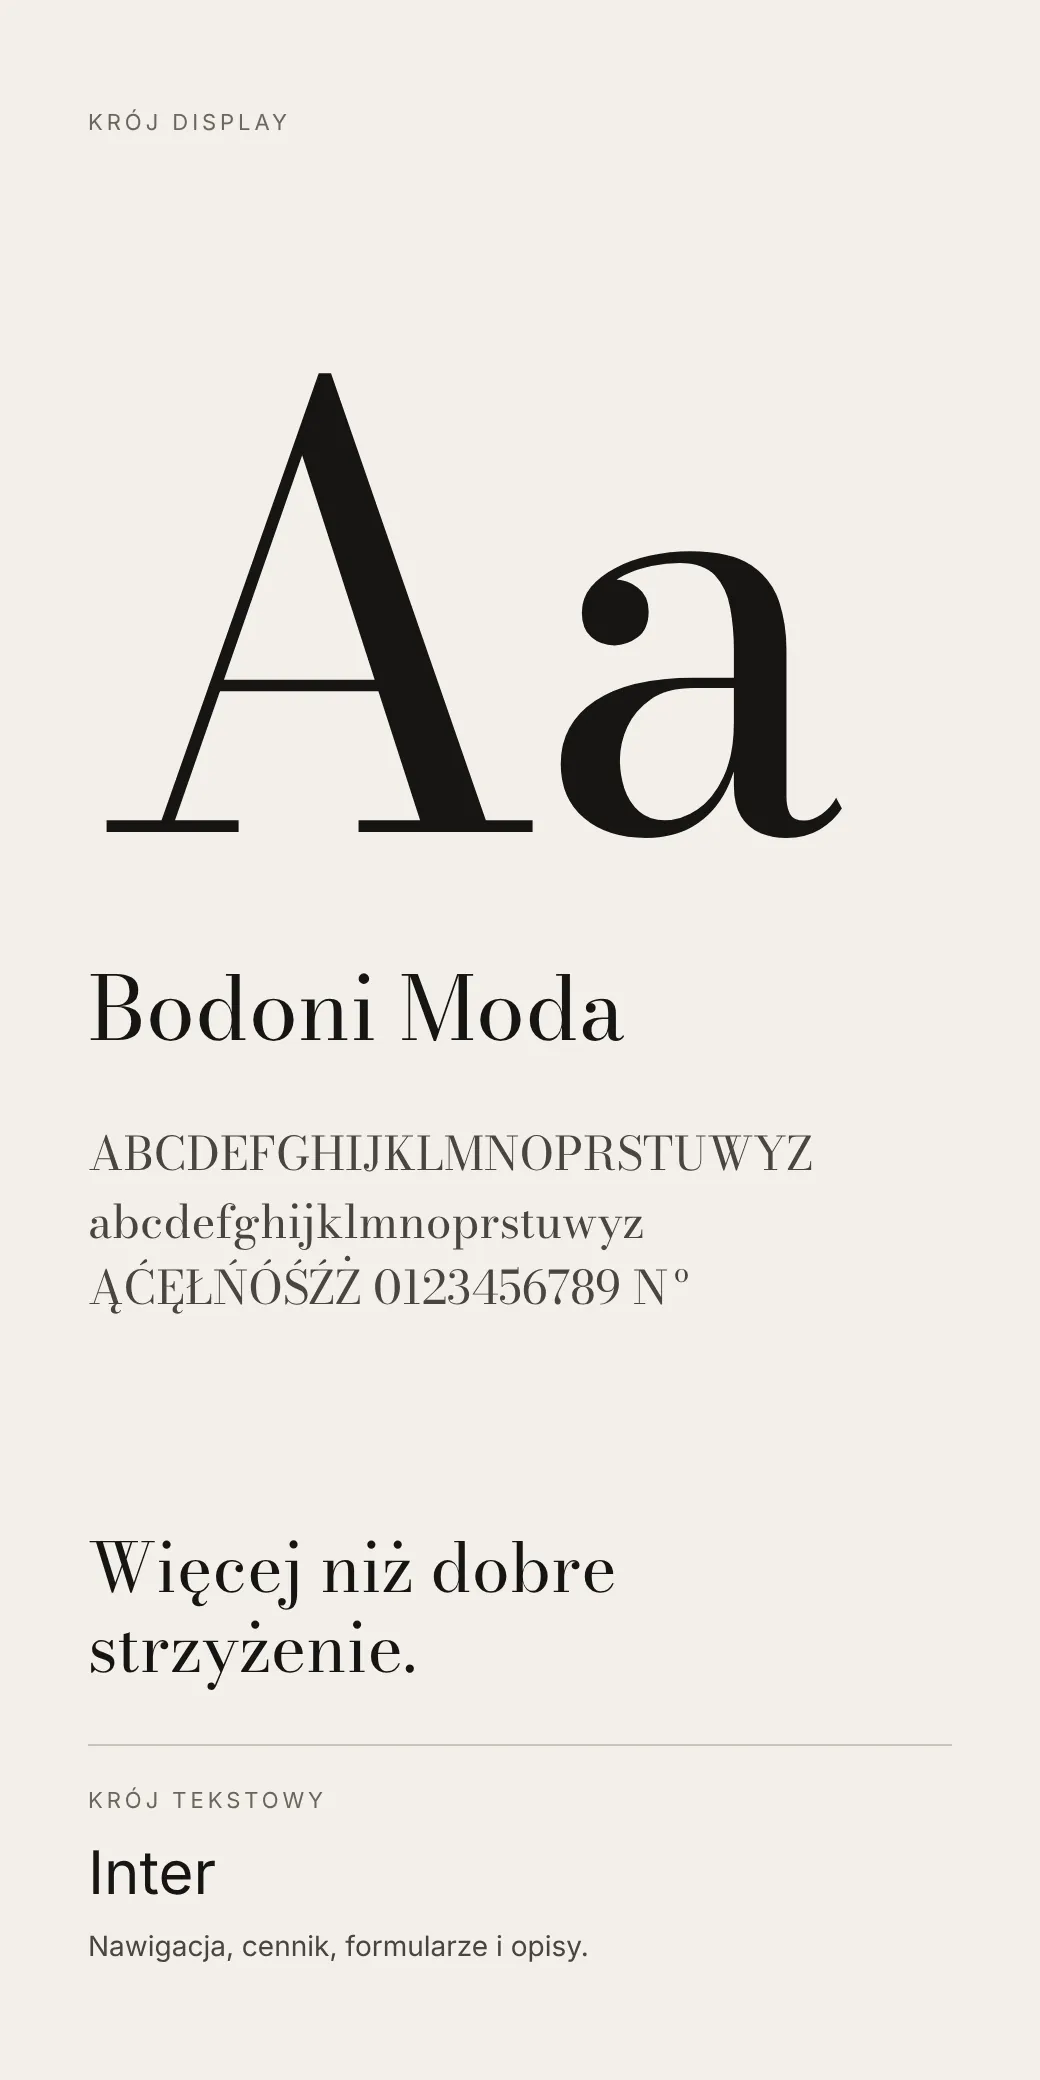 KRÓJ DISPLAY
Aa
Bodoni Moda
ABCDEFGHIJKLMNOPRSTUWYZ
abcdefghijklmnoprstuwyz
ĄĆĘŁŃÓŚŹŻ 0123456789 Nº
Więcej niż dobre
strzyżenie.
KRÓJ TEKSTOWY
Inter
Nawigacja, cennik, formularze i opisy.